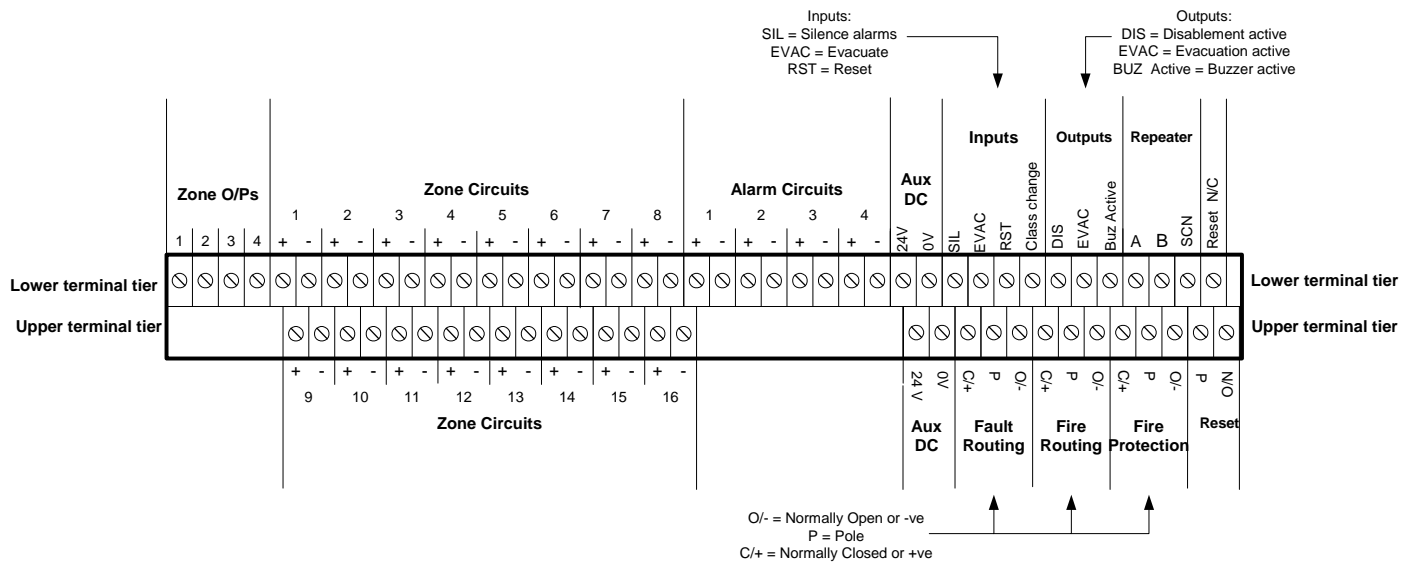 Inputs:
SIL = Silence alarms
EVAC = Evacuate
RST = Reset
Outputs:
DIS = Disablement active
EVAC = Evacuation active
BUZ Active = Buzzer active
Zone O/Ps
Zone Circuits
Alarm Circuits
Aux
DC
Inputs
Outputs
Repeater
1 2 3 4 5 6 7 8
1 2 3 4
1 2 3 4
+ - + - + - + - + - + - + - + -
+ - + - + - + -
24V
0V
SIL
EVAC
RST
Class change
DIS
EVAC
Buz Active
A
B
SCN
Reset N/C
Lower terminal tier
Lower terminal tier
Upper terminal tier
Upper terminal tier
+ - + - + - + - + - + - + - + -
9 10 11 12 13 14 15 16
Zone Circuits
24 V
0V
C/+
P
O/-
C/+
P
O/-
C/+
P
O/-
P
N/O
Aux
DC
Fault
Routing
Fire
Routing
Fire
Protection
Reset
O/- = Normally Open or -ve
P = Pole
C/+ = Normally Closed or +ve